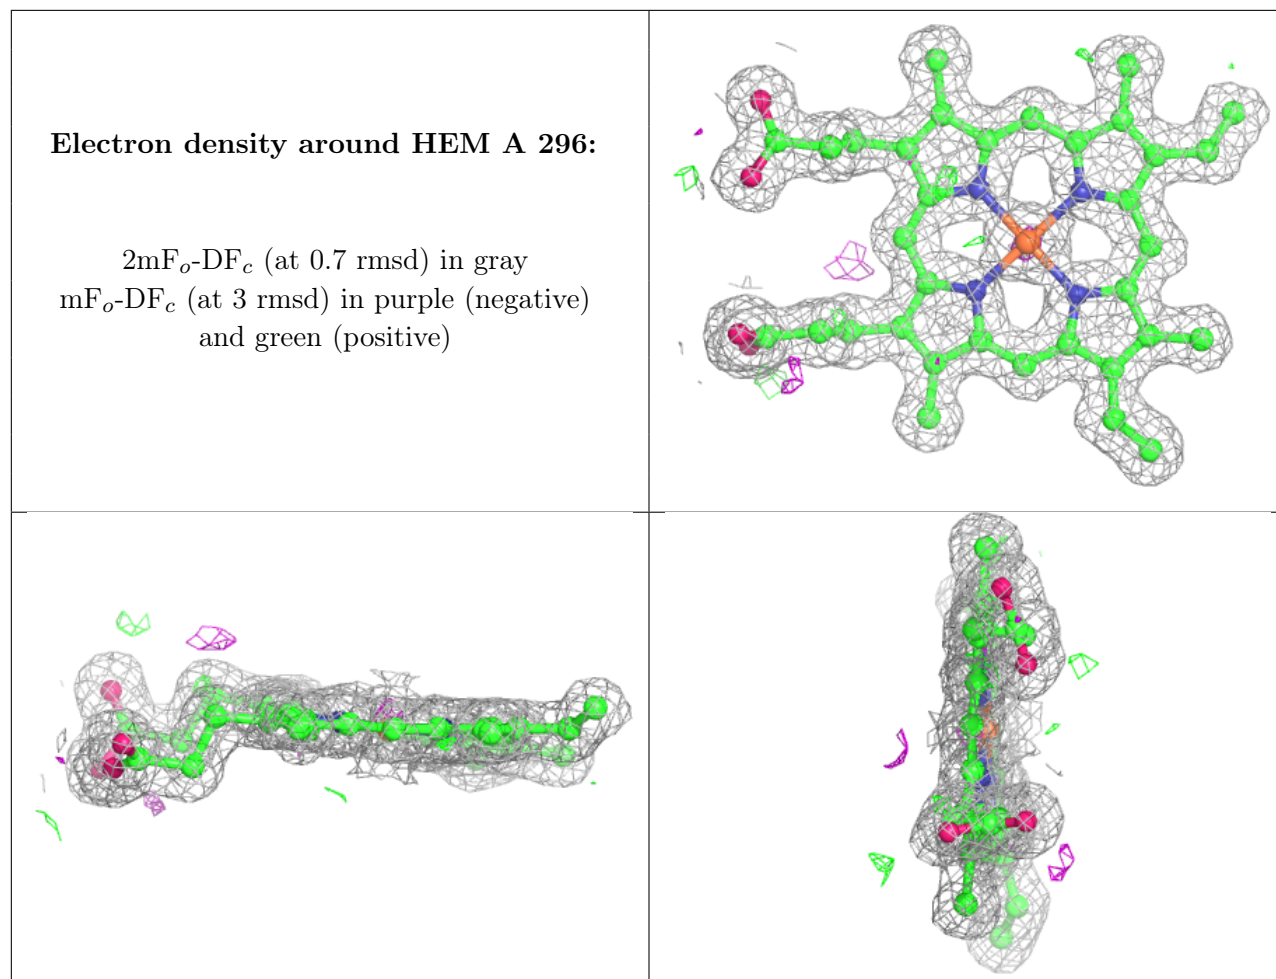 Electron density around HEM A 296:
2mFo-DFc (at 0.7 rmsd) in gray
mFo-DFc (at 3 rmsd) in purple (negative)
and green (positive)